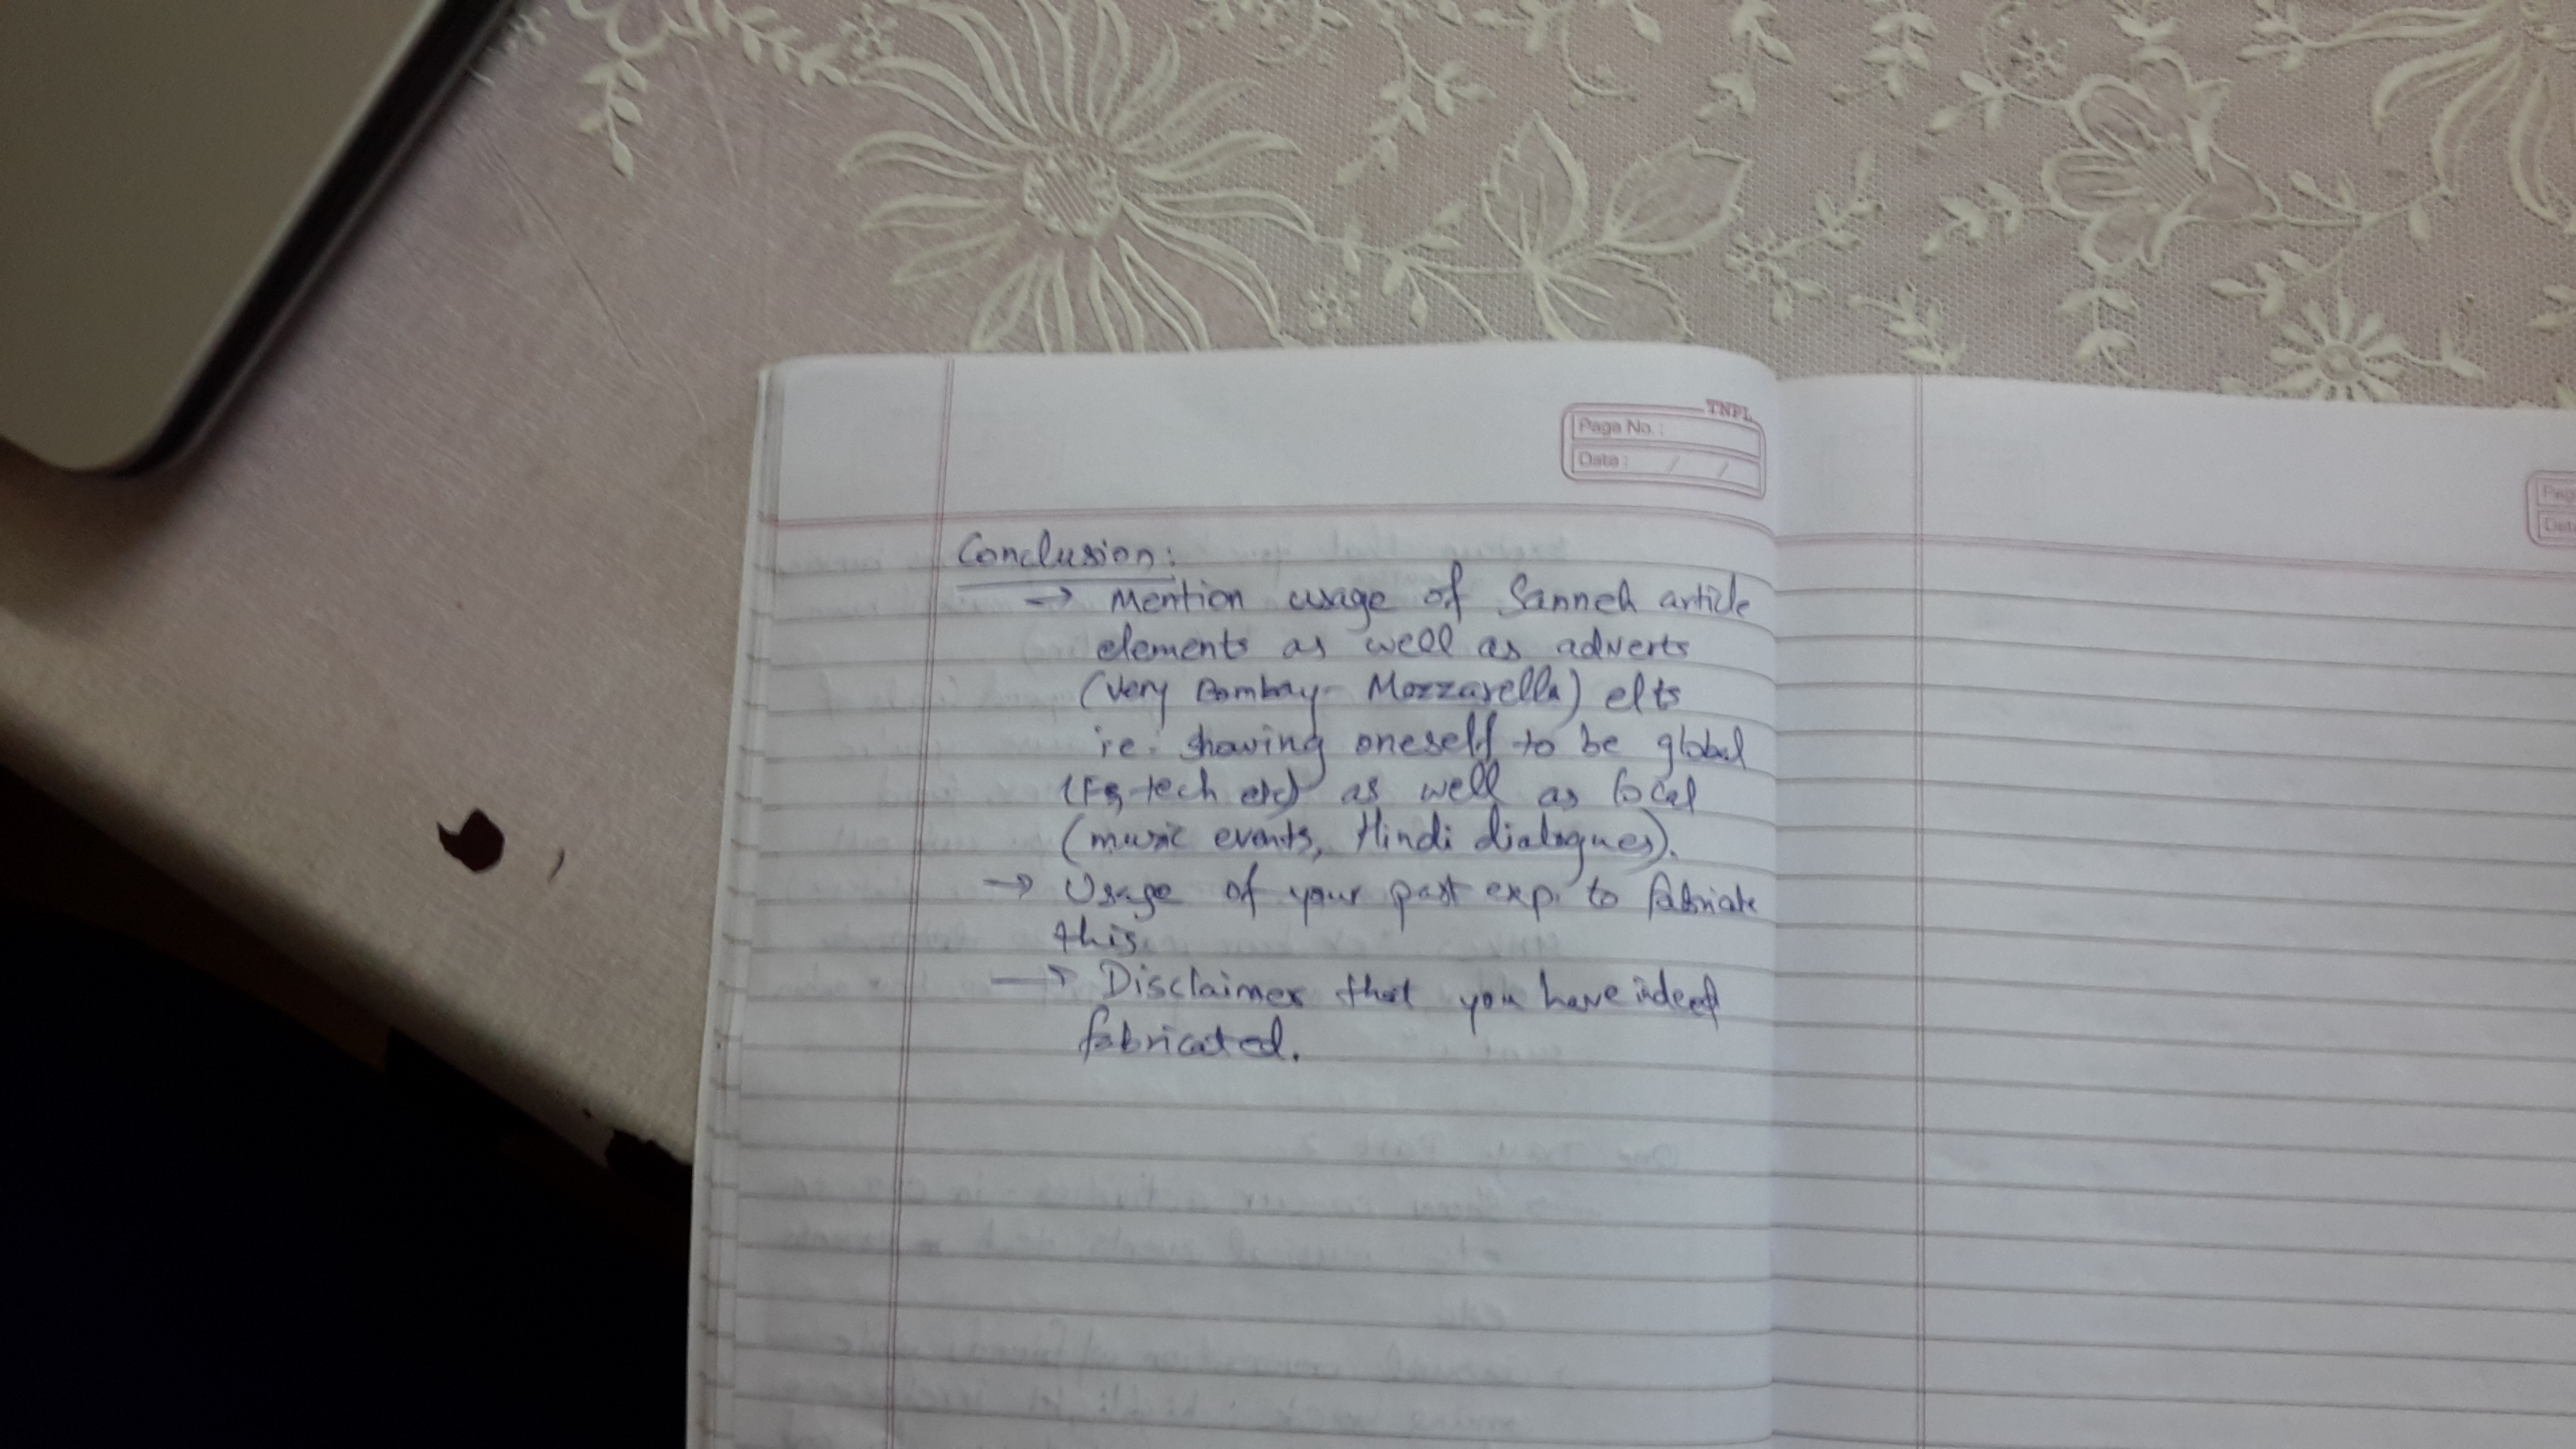 TNPL
Page No. :
Date : / /
Conclusion:
→ Mention usage of Sanneh article
elements as well as adverts
(Very Bombay- Mozzarella) elts
ie. showing oneself to be global
(Eg, tech etc) as well as local
(music events, Hindi dialogues).
→ Usage of your past exp. to fabricate
this.
→ Disclaimer that you have indeed
fabricated.